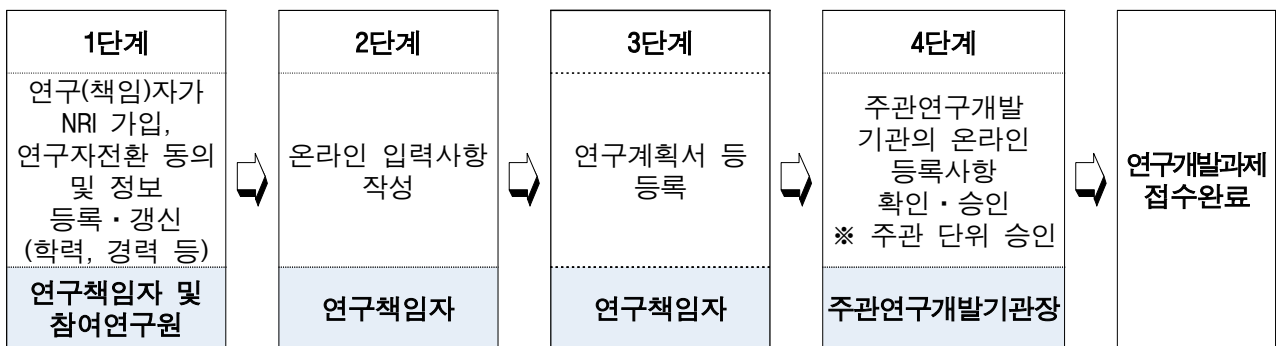 1단계
연구(책임)자가
NRI 가입,
연구자전환 동의
및 정보
등록・갱신
(학력, 경력 등)
연구책임자 및
참여연구원
2단계
온라인 입력사항
작성
연구책임자
3단계
연구계획서 등
등록
연구책임자
4단계
주관연구개발
기관의 온라인
등록사항
확인・승인
※ 주관 단위 승인
주관연구개발기관장
연구개발과제
접수완료